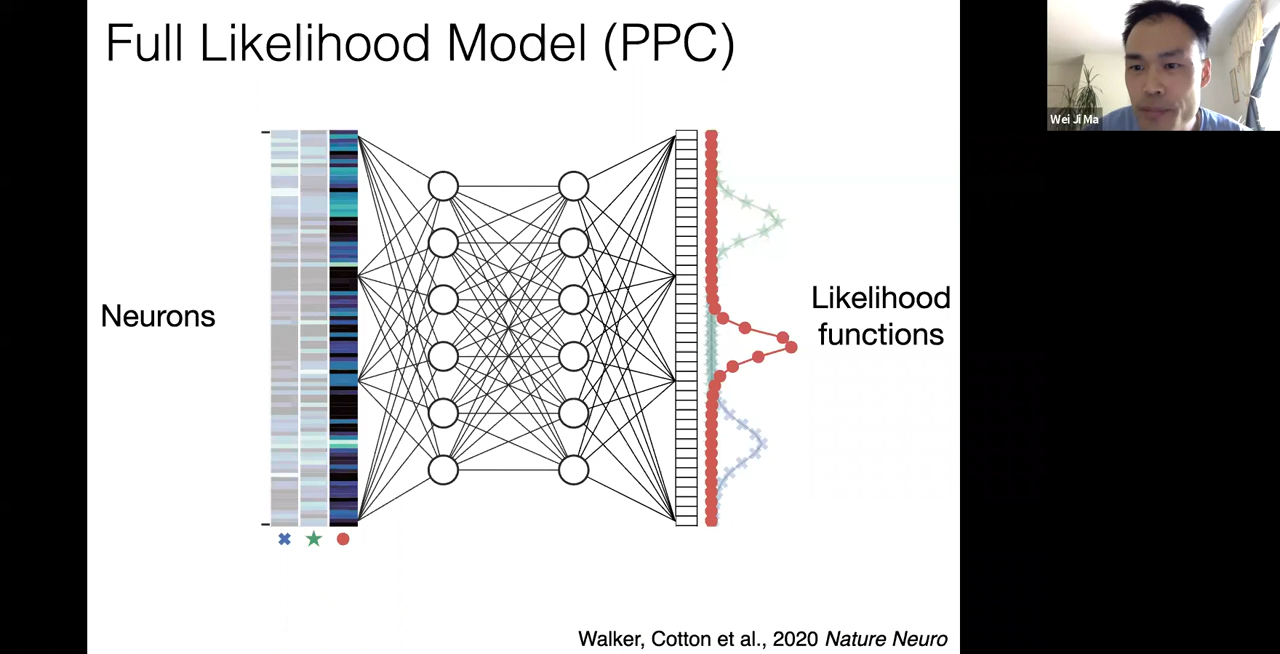 Full Likelihood Model (PPC)
Wei Ji Ma
Neurons
Likelihood
functions
Walker, Cotton et al., 2020 Nature Neuro